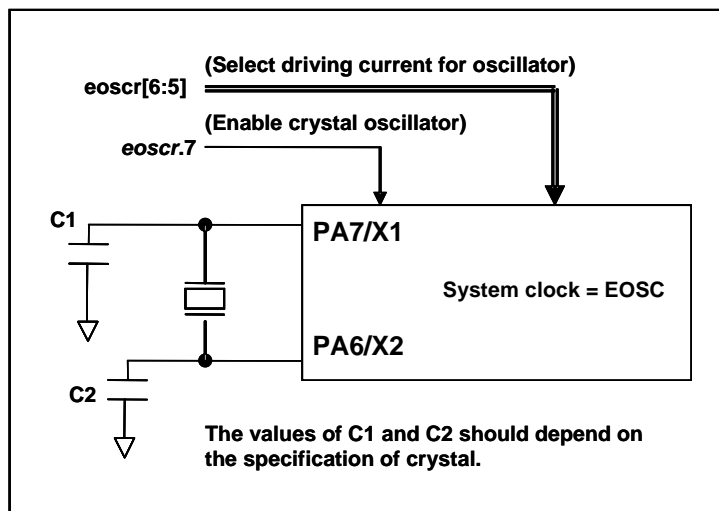 (Select driving current for oscillator)
eoscr[6:5]
(Enable crystal oscillator)
eoscr.7
C1
PA7/X1
System clock = EOSC
PA6/X2
C2
The values of C1 and C2 should depend on
the specification of crystal.